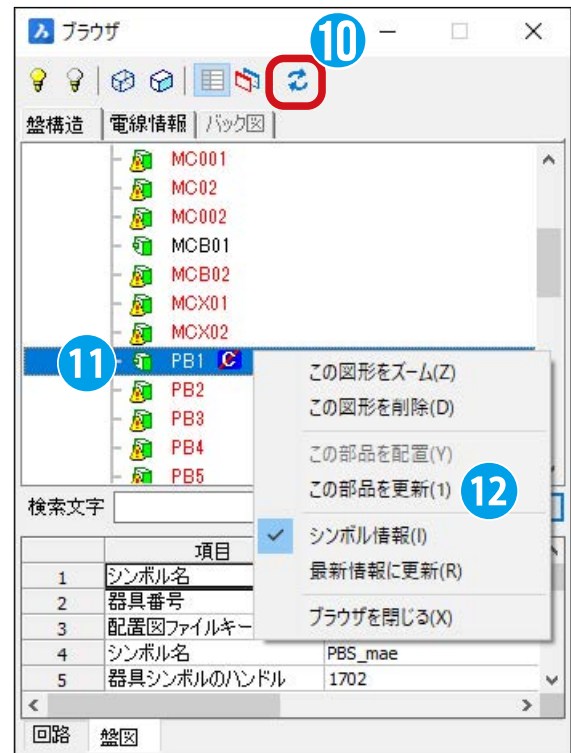 ブラウザ
10
盤構造 電線情報 バック図
MC001
MC02
MC002
MCB01
MCB02
MCX01
MCX02
11
PB1 C
PB2
PB3
PB4
PB5
この図形をズーム(Z)
この図形を削除(D)
この部品を配置(Y)
この部品を更新(1) 12
シンボル情報(I)
最新情報に更新(R)
ブラウザを閉じる(X)
検索文字
項目
1 シンボル名
2 器具番号
3 配置図ファイルキー
4 シンボル名 PBS_mae
5 器具シンボルのハンドル 1702
回路 盤図